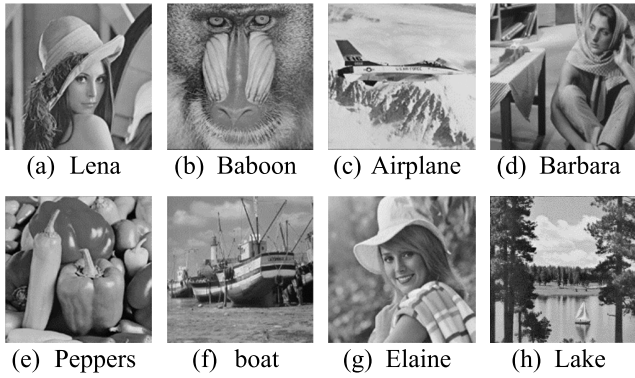 (a) Lena
(b) Baboon
(c) Airplane
(d) Barbara
(e) Peppers
(f) boat
(g) Elaine
(h) Lake